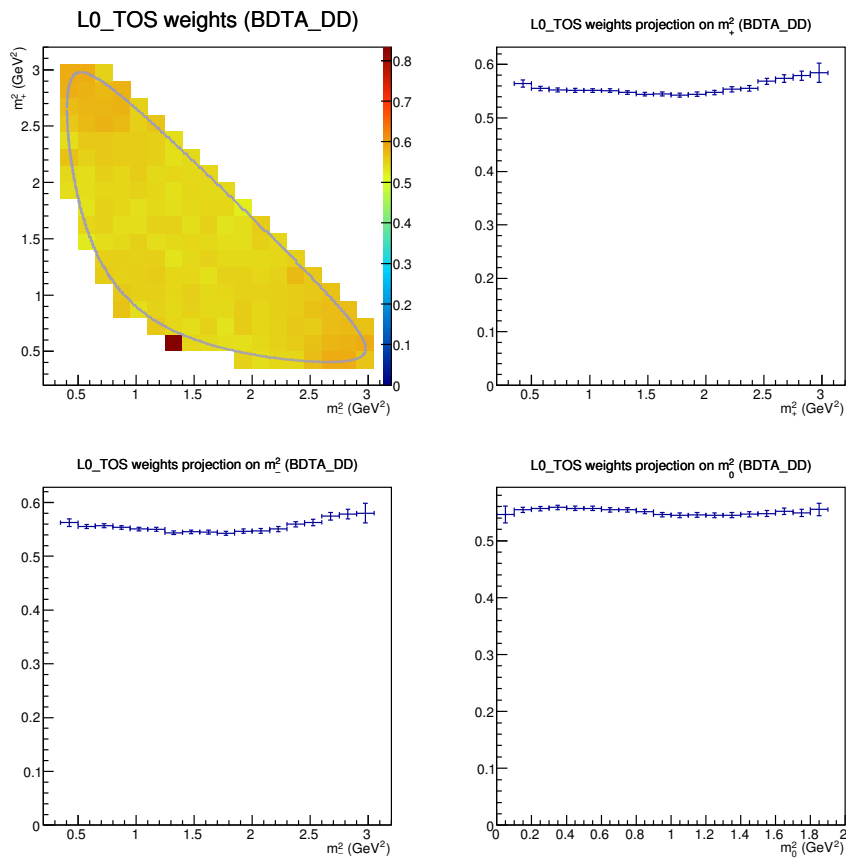 L0_TOS weights (BDTA_DD)
m²₊ (GeV²)
3
2.5
2
1.5
1
0.5
0.5 1 1.5 2 2.5 3
m²₋ (GeV²)
0.8
0.7
0.6
0.5
0.4
0.3
0.2
0.1
0
L0_TOS weights projection on m²₊ (BDTA_DD)
0.6
0.5
0.4
0.3
0.2
0.1
0
0.5 1 1.5 2 2.5 3
m²₊ (GeV²)
L0_TOS weights projection on m²₋ (BDTA_DD)
0.6
0.5
0.4
0.3
0.2
0.1
0
0.5 1 1.5 2 2.5 3
m²₋ (GeV²)
L0_TOS weights projection on m²₀ (BDTA_DD)
0.5
0.4
0.3
0.2
0.1
0
0 0.2 0.4 0.6 0.8 1 1.2 1.4 1.6 1.8 2
m²₀ (GeV²)